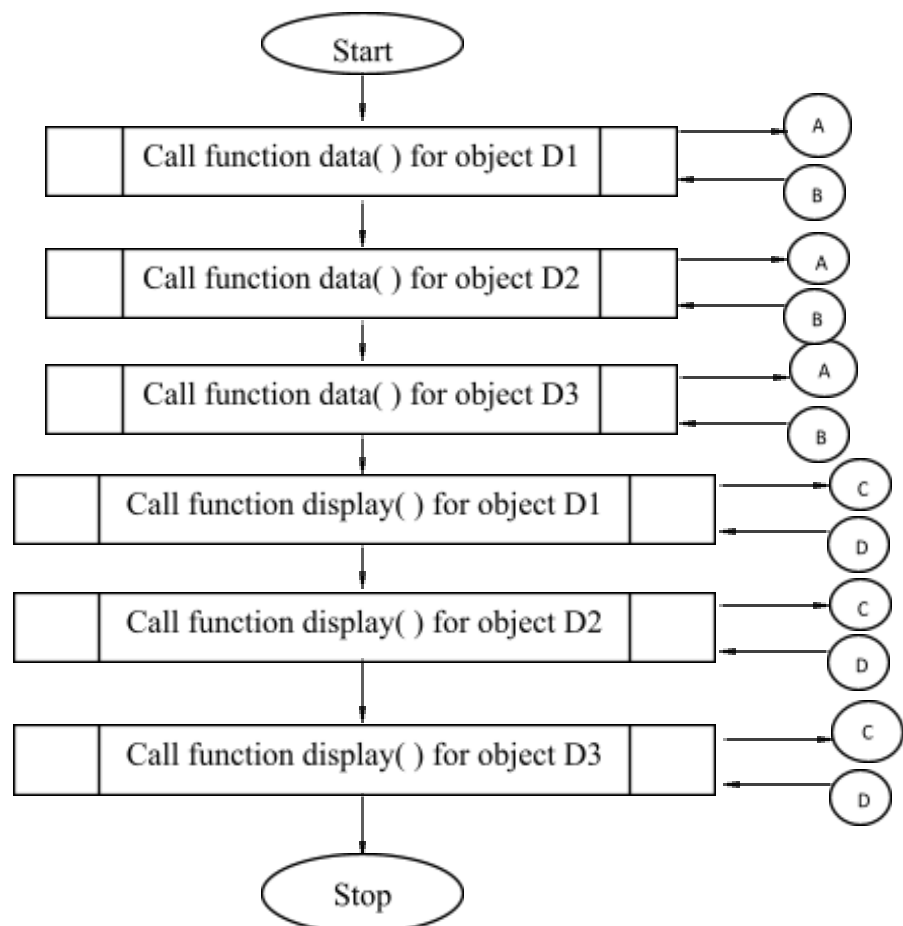 Start
Call function data( ) for object D1
A
B
Call function data( ) for object D2
A
B
Call function data( ) for object D3
A
B
Call function display( ) for object D1
C
D
Call function display( ) for object D2
C
D
Call function display( ) for object D3
C
D
Stop